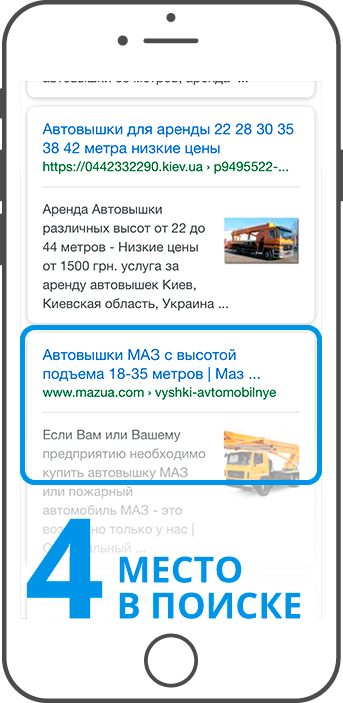 автовышки 35 метров, аренда ...
Автовышки для аренды 22 28 30 35
38 42 метра низкие цены
https://0442332290.kiev.ua › p9495522-...
Аренда Автовышки
различных высот от 22 до
44 метров - Низкие цены
от 1500 грн. услуга за
аренду автовышек Киев,
Киевская область, Украина ...
Автовышки МАЗ с высотой
подъема 18-35 метров | Маз ...
www.mazua.com › vyshki-avtomobilnye
Если Вам или Вашему
предприятию необходимо
купить автовышку МАЗ
или пожарный
автомобиль МАЗ - это
только у нас |
...
4 МЕСТО
В ПОИСКЕ